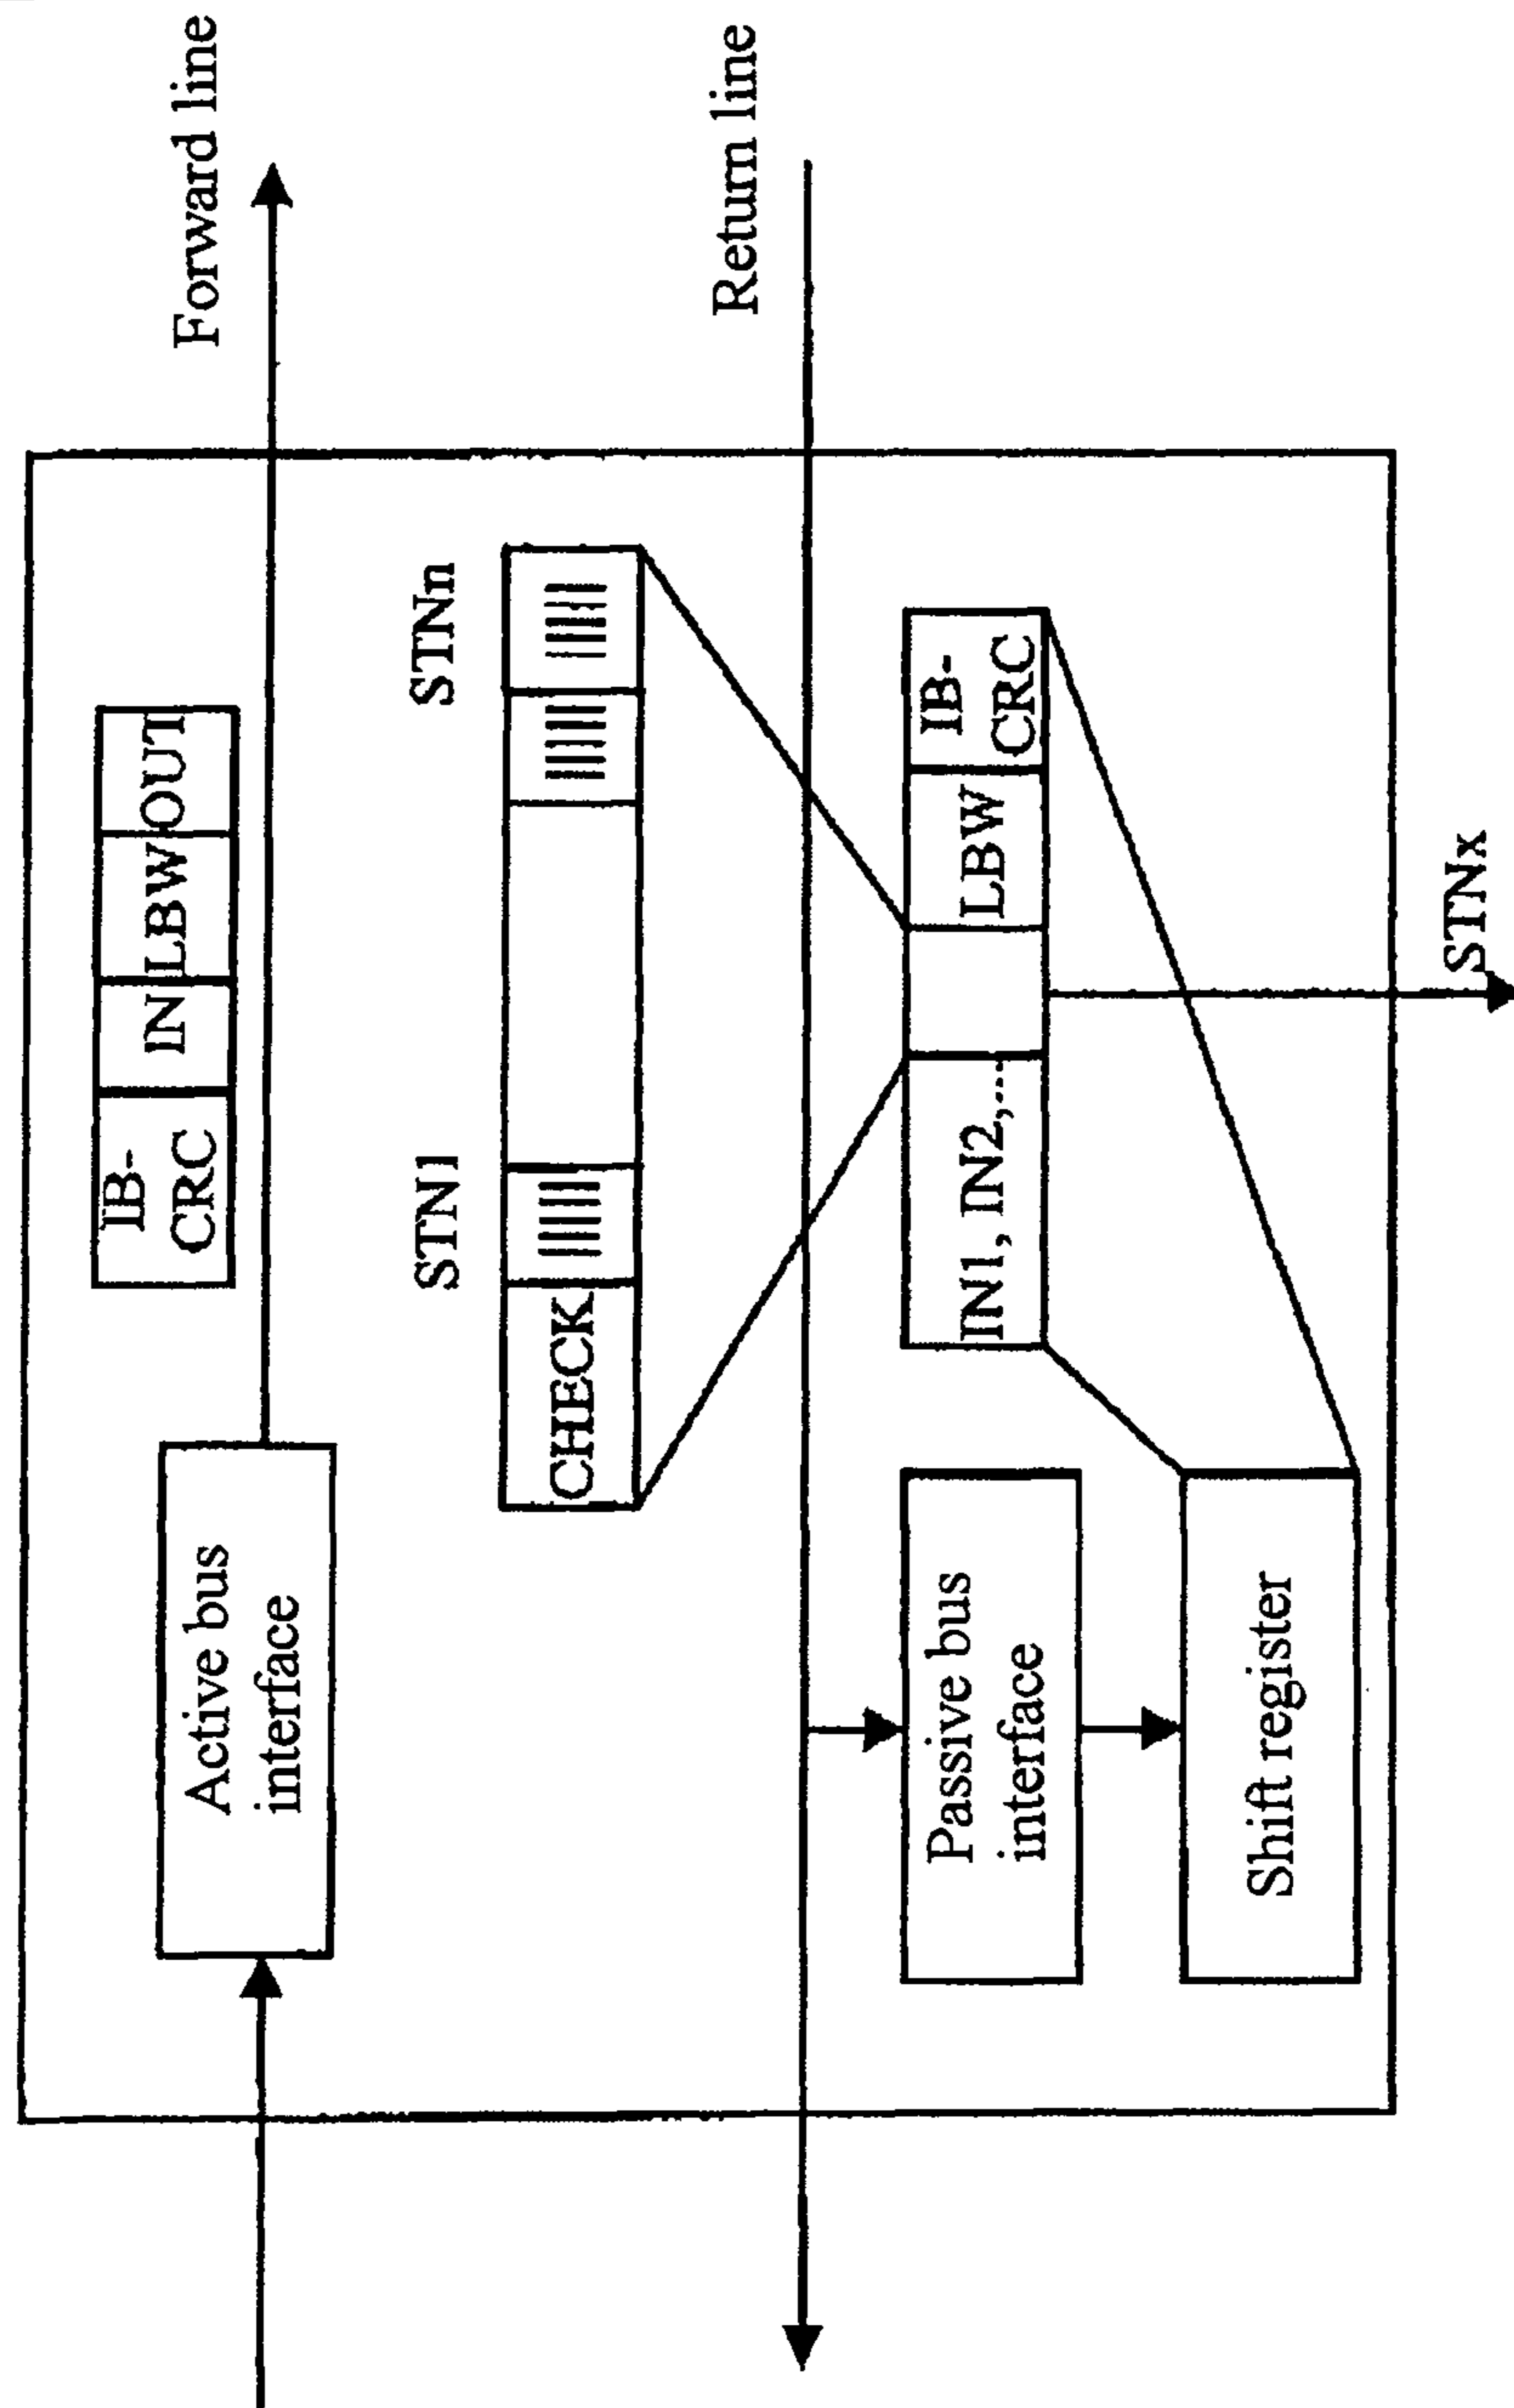 Forward line
IB-
CRC
IN
LBW
OUT
Active bus
interface
STN1
STNn
CHECK
Return line
Passive bus
interface
IN1, IN2,...
LBW
IB-
CRC
Shift register
STNx